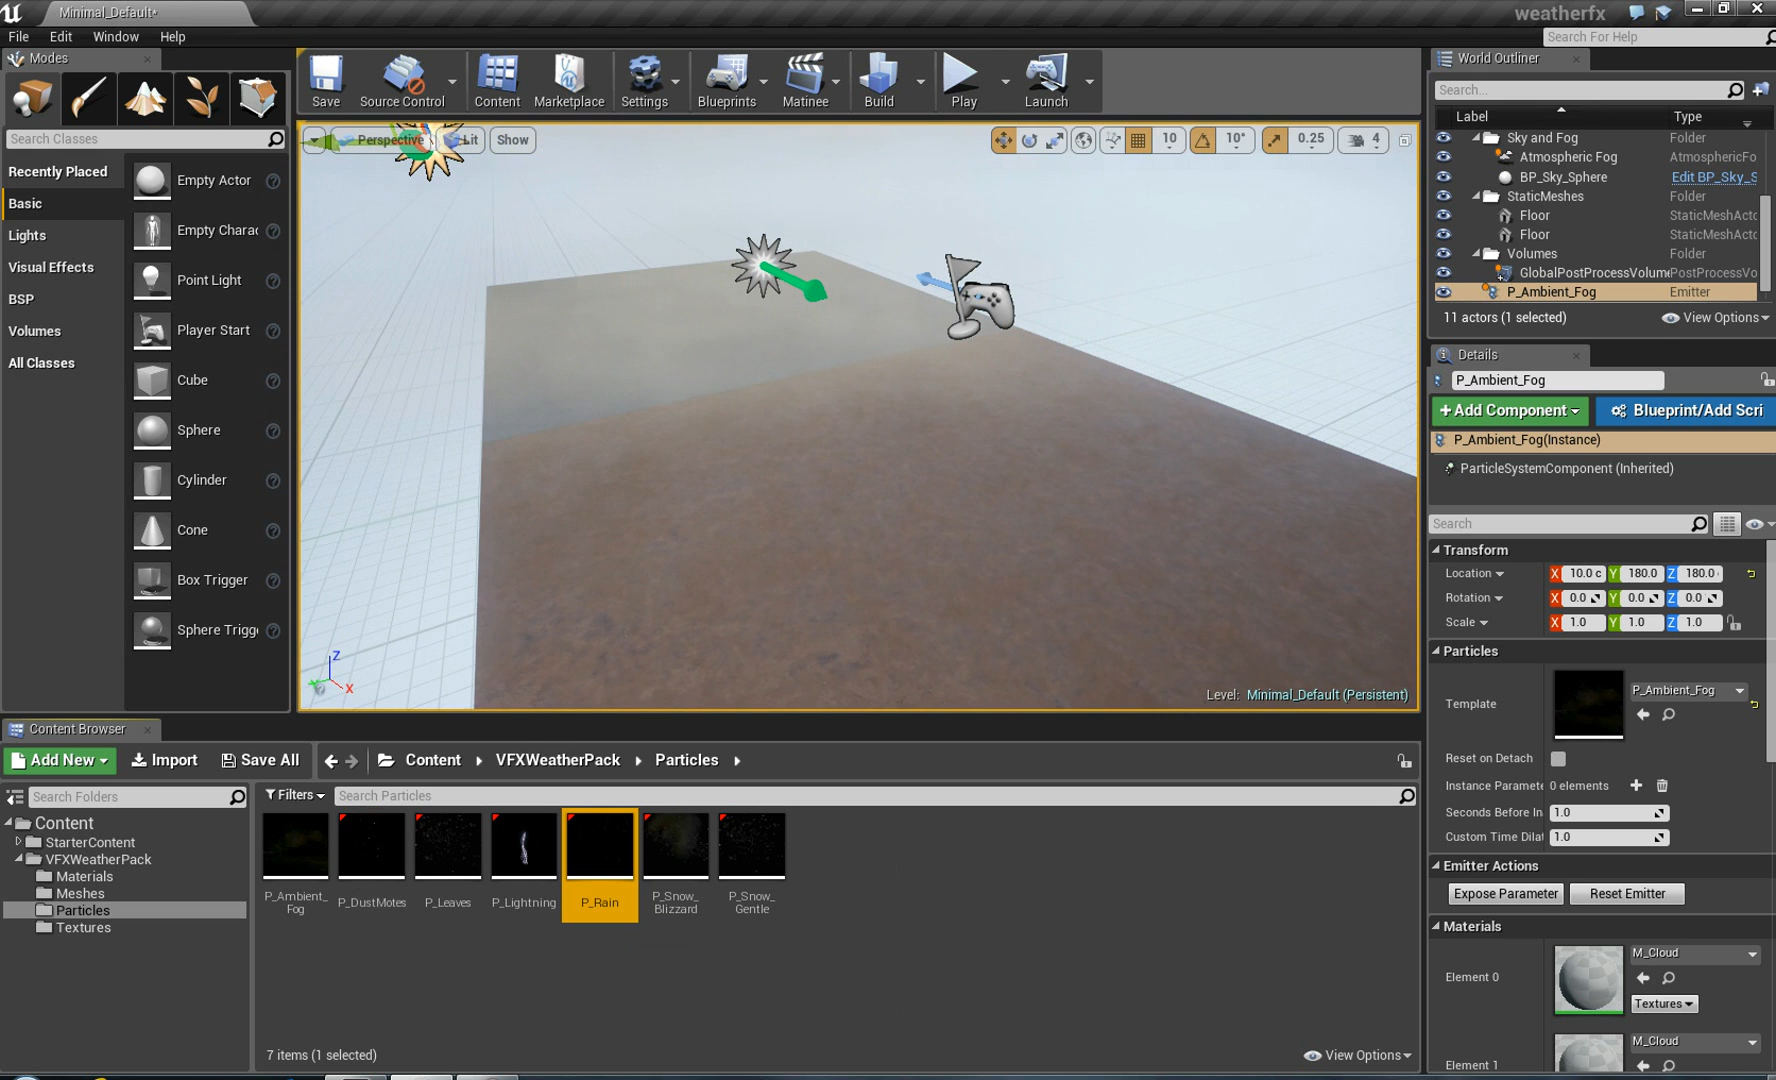 Minimal_Default*
weatherfx
File Edit Window Help
Search For Help
Modes
Search Classes
Recently Placed
Basic
Lights
Visual Effects
BSP
Volumes
All Classes
Empty Actor
Empty Charac
Point Light
Player Start
Cube
Sphere
Cylinder
Cone
Box Trigger
Sphere Trigge
Save
Source Control
Content
Marketplace
Settings
Blueprints
Matinee
Build
Play
Launch
Perspective
Lit
Show
10
10°
0.25
4
Z
X
Level: Minimal_Default (Persistent)
World Outliner
Search...
Label Type
Sky and Fog Folder
Atmospheric Fog AtmosphericFo
BP_Sky_Sphere Edit BP_Sky_S
StaticMeshes Folder
Floor StaticMeshActo
Floor StaticMeshActo
Volumes Folder
GlobalPostProcessVolume PostProcessVo
P_Ambient_Fog Emitter
11 actors (1 selected)
View Options
Details
P_Ambient_Fog
+Add Component
Blueprint/Add Scri
P_Ambient_Fog(Instance)
ParticleSystemComponent (Inherited)
Search
Transform
Location X 10.0 c Y 180.0 Z 180.0
Rotation X 0.0 Y 0.0 Z 0.0
Scale X 1.0 Y 1.0 Z 1.0
Particles
Template
P_Ambient_Fog
Reset on Detach
Instance Paramete 0 elements
Seconds Before In 1.0
Custom Time Dilat 1.0
Emitter Actions
Expose Parameter
Reset Emitter
Materials
Element 0
M_Cloud
Textures
Element 1
M_Cloud
Content Browser
Add New
Import
Save All
Content
VFXWeatherPack
Particles
Search Folders
Filters
Search Particles
Content
StarterContent
VFXWeatherPack
Materials
Meshes
Particles
Textures
P_Ambient_
Fog
P_DustMotes
P_Leaves
P_Lightning
P_Rain
P_Snow_
Blizzard
P_Snow_
Gentle
7 items (1 selected)
View Options